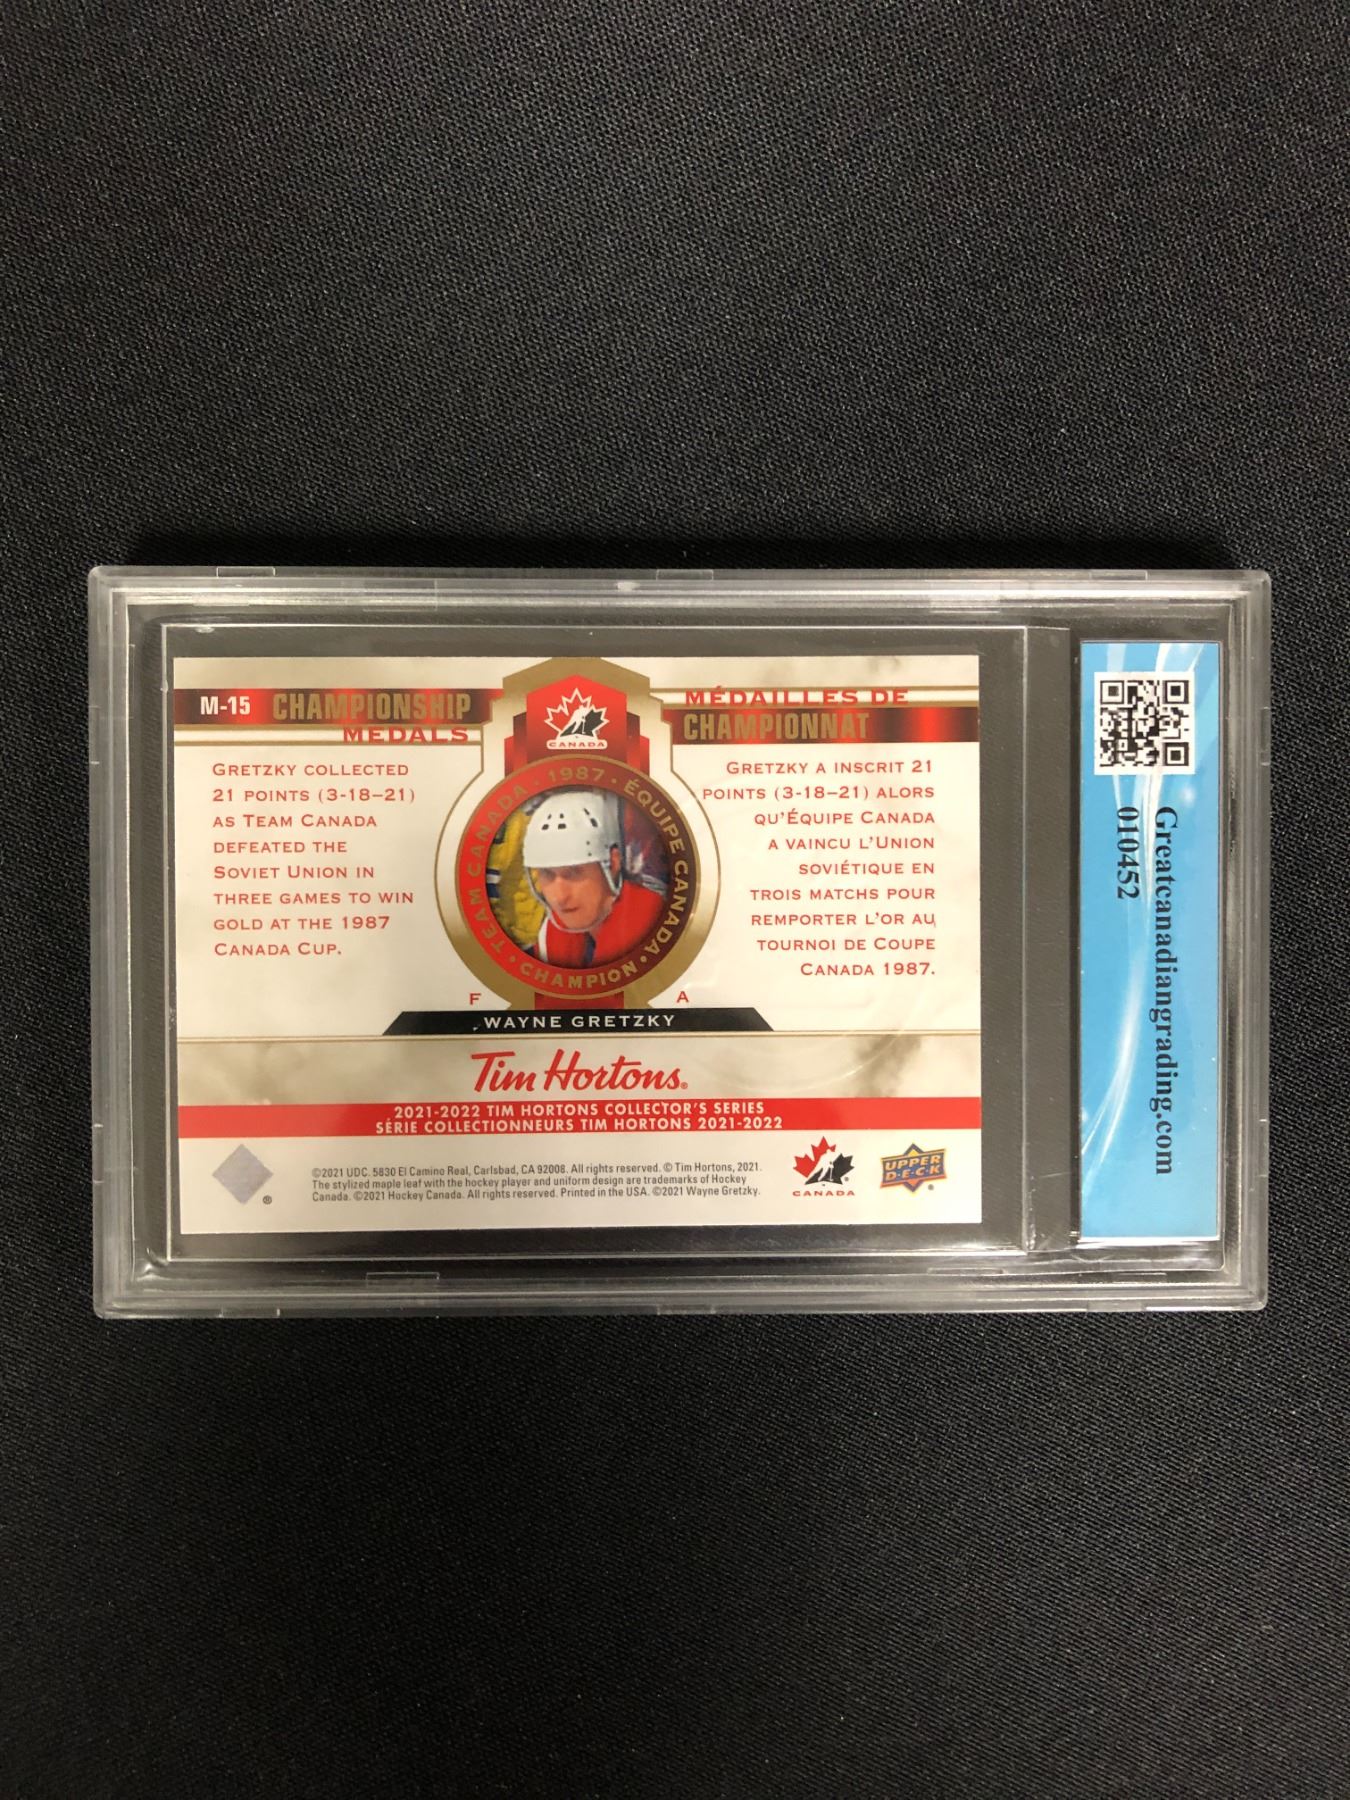 M-15 CHAMPIONSHIP
MEDALS
MÉDAILLES DE
CHAMPIONNAT
CANADA
GRETZKY COLLECTED
21 POINTS (3-18–21)
AS TEAM CANADA
DEFEATED THE
SOVIET UNION IN
THREE GAMES TO WIN
GOLD AT THE 1987
CANADA CUP.
TEAM CANADA • 1987 • ÉQUIPE CANADA • CHAMPION •
GRETZKY A INSCRIT 21
POINTS (3-18–21) ALORS
QU'ÉQUIPE CANADA
A VAINCU L'UNION
SOVIÉTIQUE EN
TROIS MATCHS POUR
REMPORTER L'OR AU
TOURNOI DE COUPE
CANADA 1987.
F A
WAYNE GRETZKY
Tim Hortons®
2021-2022 TIM HORTONS COLLECTOR'S SERIES
SÉRIE COLLECTIONNEURS TIM HORTONS 2021-2022
®
©2021 UDC. 5830 El Camino Real, Carlsbad, CA 92008. All rights reserved. © Tim Hortons, 2021.
The stylized maple leaf with the hockey player and uniform design are trademarks of Hockey
Canada. ©2021 Hockey Canada. All rights reserved. Printed in the USA. ©2021 Wayne Gretzky.
CANADA
UPPER
D·E·C·K
Greatcanadiangrading.com
010452